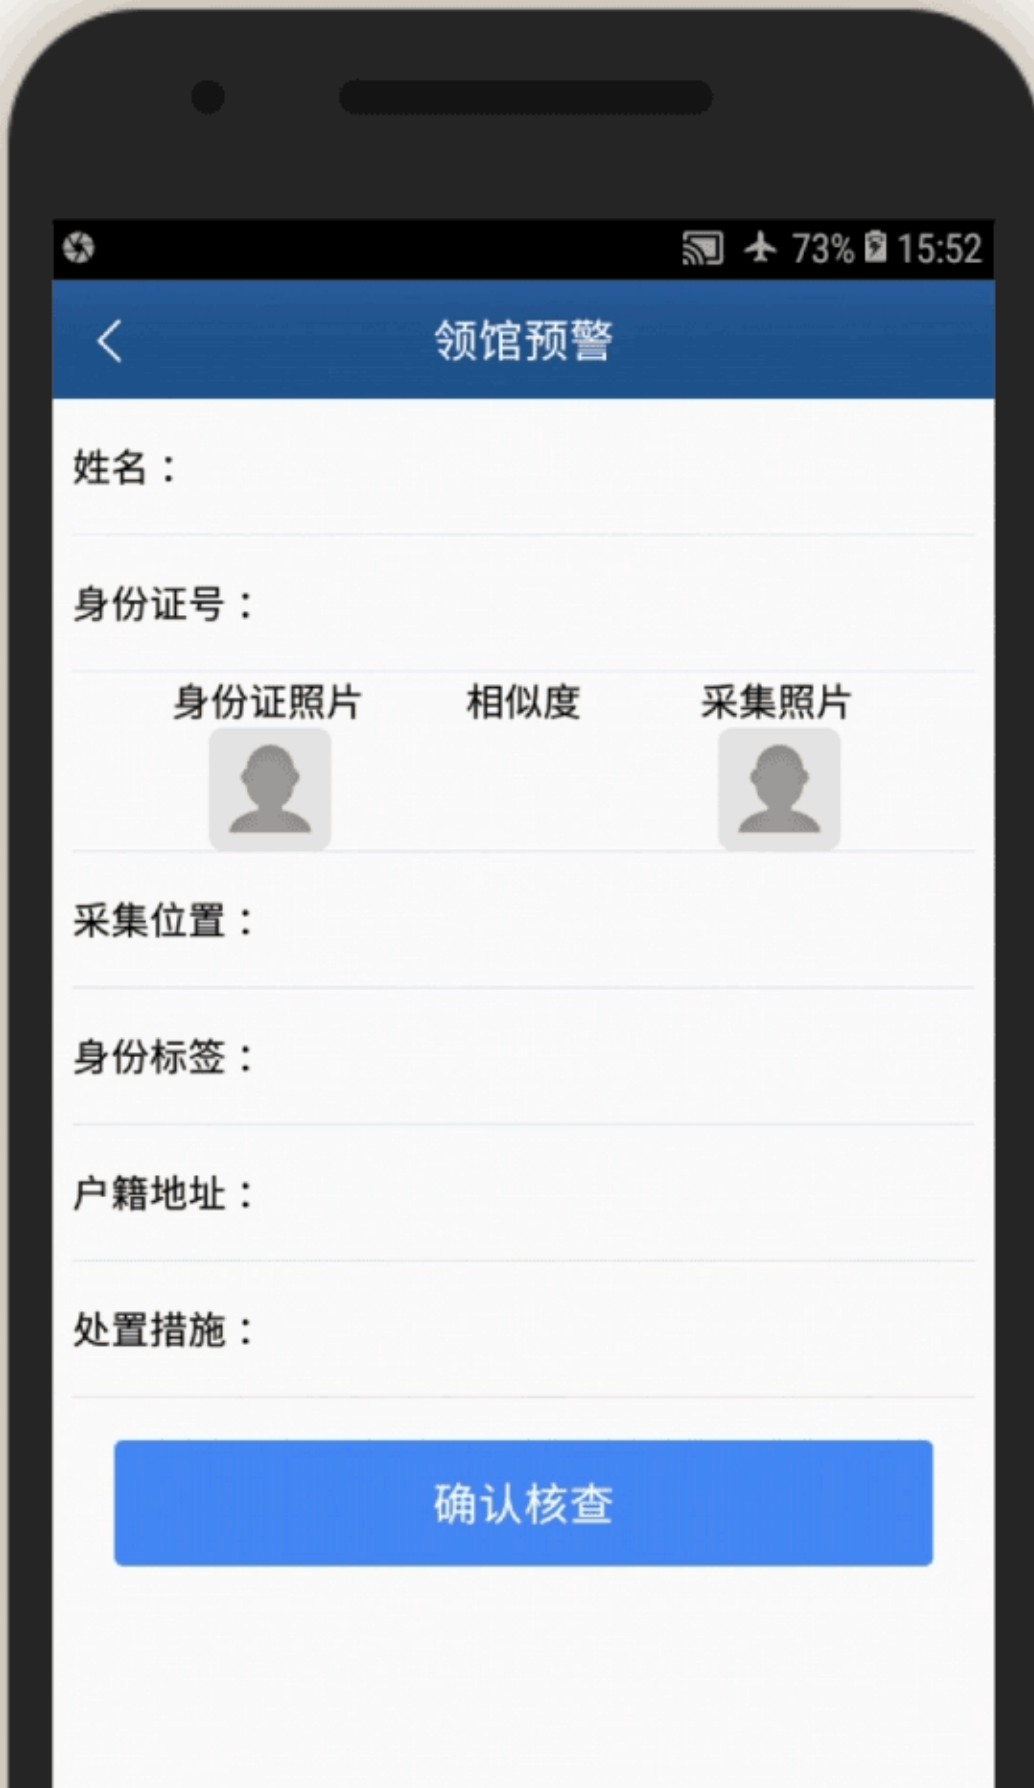 73% 15:52
领馆预警
姓名：
身份证号：
身份证照片 相似度 采集照片
采集位置：
身份标签：
户籍地址：
处置措施：
确认核查